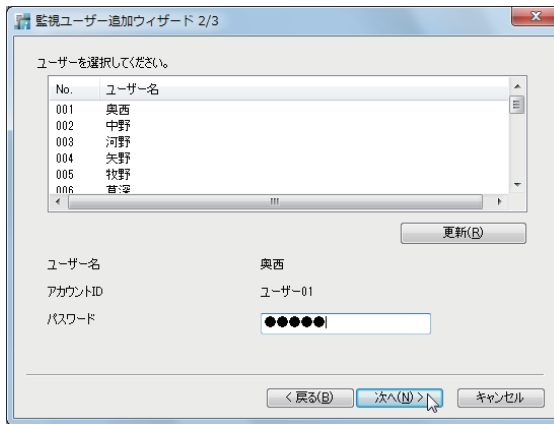 監視ユーザー追加ウィザード 2/3
ユーザーを選択してください。
No. ユーザー名
001 奥西
002 中野
003 河野
004 矢野
005 牧野
006 草深
更新(R)
ユーザー名 奥西
アカウントID ユーザー01
パスワード ●●●●●
< 戻る(B) 次へ(N) > キャンセル